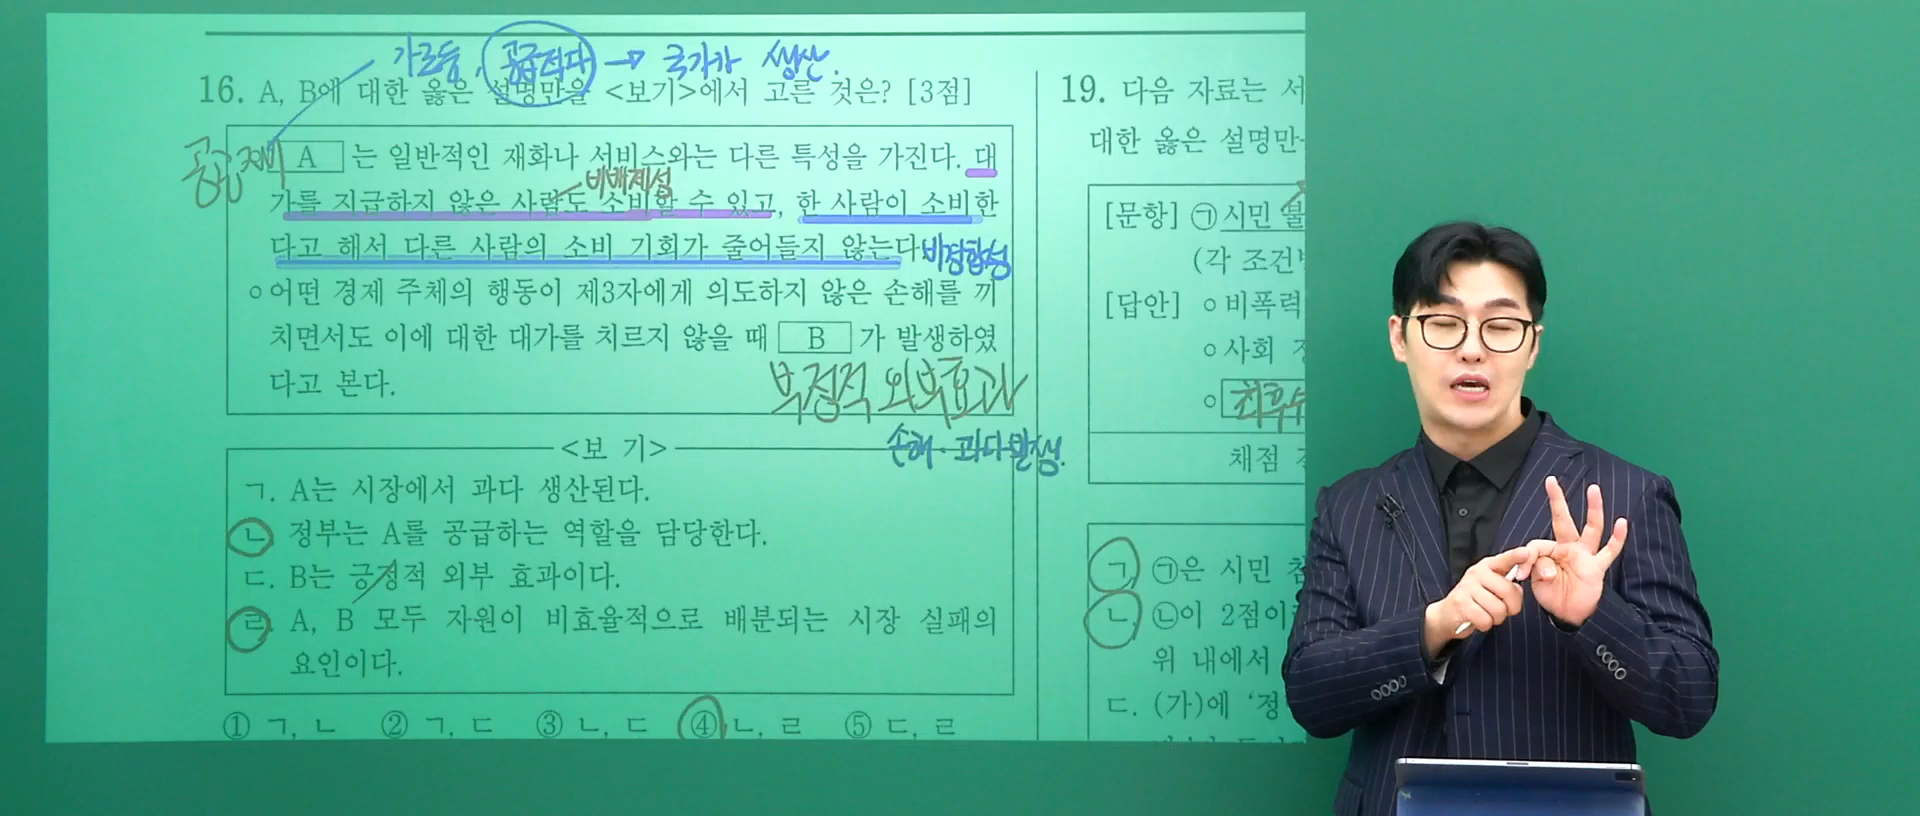 가로등, 공급적다 → 국가가 생산.
16. A, B에 대한 옳은 설명만을 <보기>에서 고른 것은? [3점]
공공재
A 는 일반적인 재화나 서비스와는 다른 특성을 가진다. 대
비배제성
가를 지급하지 않은 사람도 소비할 수 있고, 한 사람이 소비한
다고 해서 다른 사람의 소비 기회가 줄어들지 않는다
비경합성
○어떤 경제 주체의 행동이 제3자에게 의도하지 않은 손해를 끼
치면서도 이에 대한 대가를 치르지 않을 때 B 가 발생하였
다고 본다.
부정적 외부효과
손해·과다발생.
<보 기>
ㄱ. A는 시장에서 과다 생산된다.
ㄴ. 정부는 A를 공급하는 역할을 담당한다.
ㄷ. B는 긍정적 외부 효과이다.
ㄹ. A, B 모두 자원이 비효율적으로 배분되는 시장 실패의
요인이다.
① ㄱ, ㄴ ② ㄱ, ㄷ ③ ㄴ, ㄷ ④ ㄴ, ㄹ ⑤ ㄷ, ㄹ
19. 다음 자료는 서
대한 옳은 설명만
[문항] ㉠시민 불
(각 조건
[답안] ○비폭력
○사회
○ 최후수
채점
ㄱ. ㉠은 시민
ㄴ. ㉡이 2점이
위 내에서
ㄷ. (가)에 '정